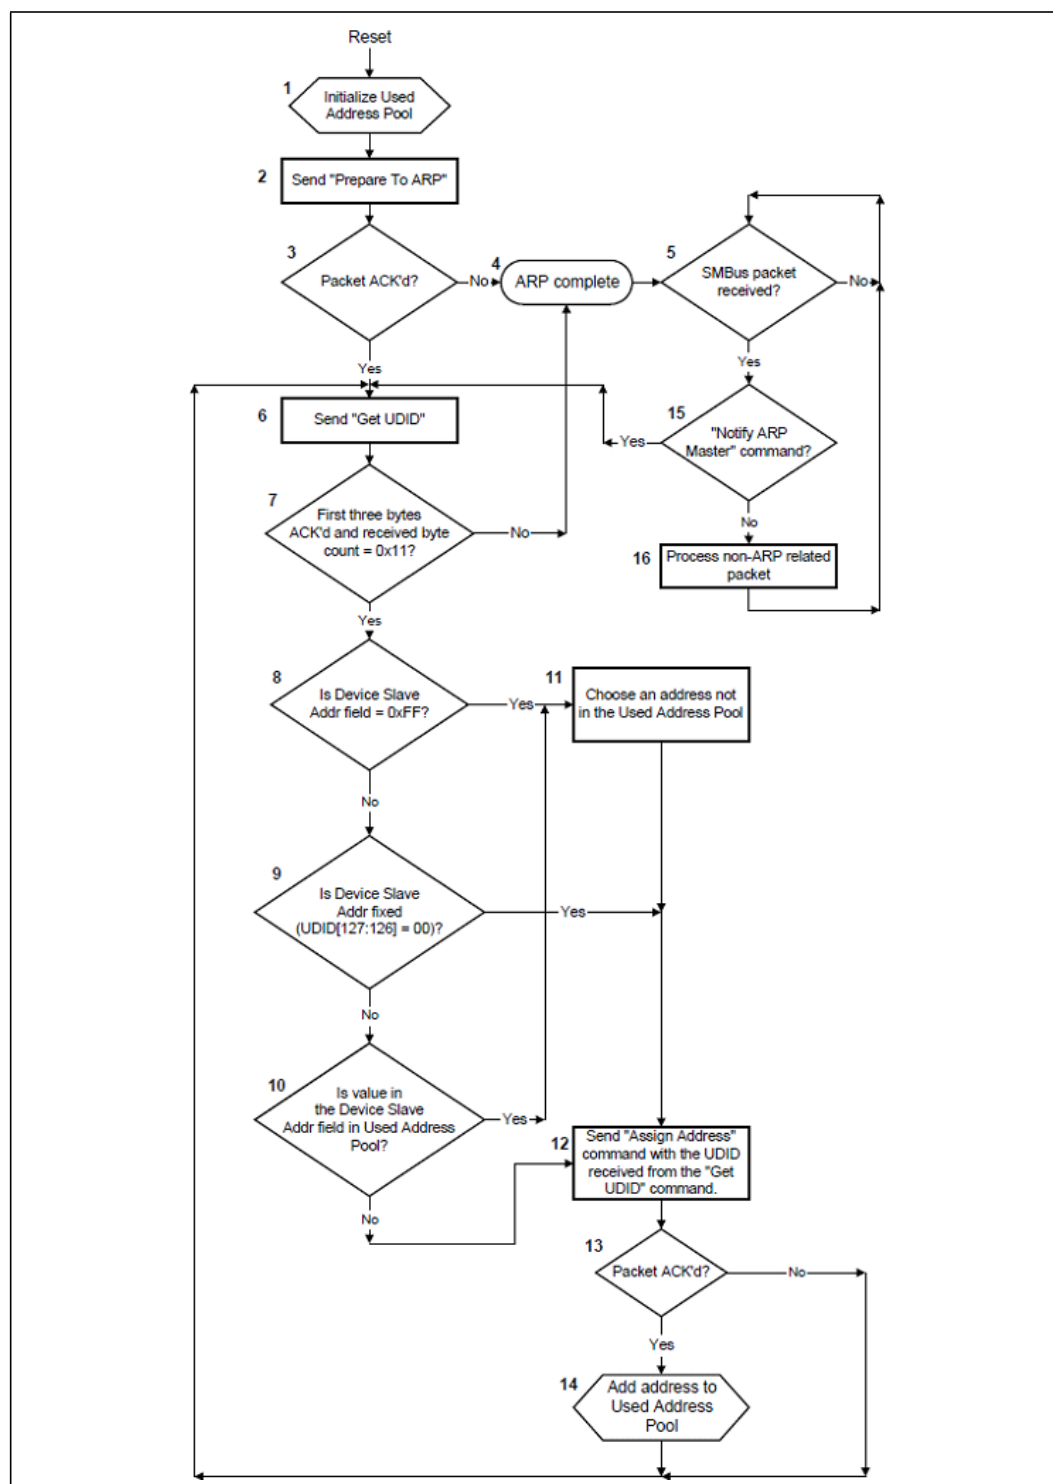 Reset
1
Initialize Used
Address Pool
2
Send "Prepare To ARP"
3
Packet ACK'd?
No
4
ARP complete
5
SMBus packet
received?
No
Yes
Yes
6
Send "Get UDID"
15
"Notify ARP
Master" command?
Yes
No
7
First three bytes
ACK'd and received byte
count = 0x11?
No
16
Process non-ARP related
packet
Yes
8
Is Device Slave
Addr field = 0xFF?
Yes
11
Choose an address not
in the Used Address Pool
No
9
Is Device Slave
Addr fixed
(UDID[127:126] = 00)?
Yes
No
10
Is value in
the Device Slave
Addr field in Used Address
Pool?
Yes
12
Send "Assign Address"
command with the UDID
received from the "Get
UDID" command.
No
13
Packet ACK'd?
No
Yes
14
Add address to
Used Address
Pool